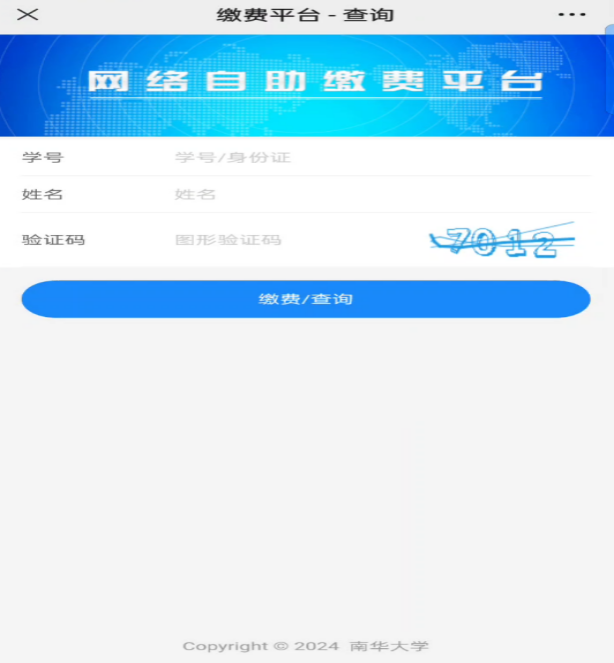 缴费平台 - 查询
网络自助缴费平台
学号 学号/身份证
姓名 姓名
验证码 图形验证码 7012
缴费/查询
Copyright © 2024 南华大学